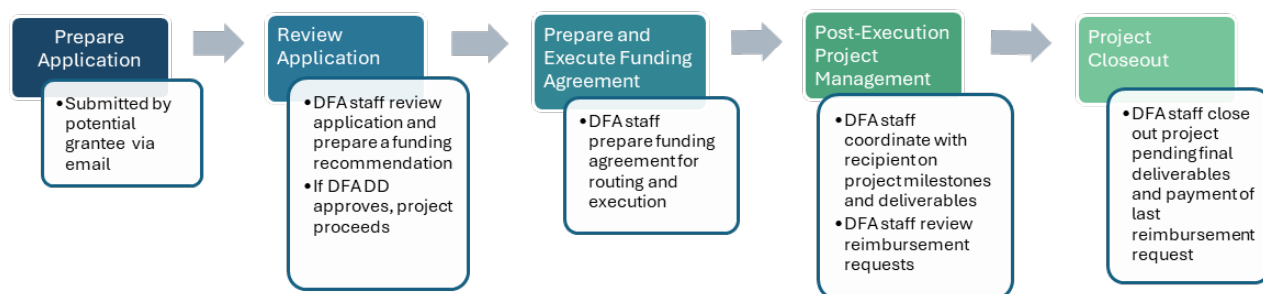 Prepare
Application
•Submitted by
potential
grantee via
email
Review
Application
•DFA staff review
application and
prepare a funding
recommendation
•If DFA DD
approves, project
proceeds
Prepare and
Execute Funding
Agreement
•DFA staff
prepare funding
agreement for
routing and
execution
Post-Execution
Project
Management
•DFA staff
coordinate with
recipient on
project milestones
and deliverables
•DFA staff review
reimbursement
requests
Project
Closeout
•DFA staff close
out project
pending final
deliverables
and payment of
last
reimbursement
request